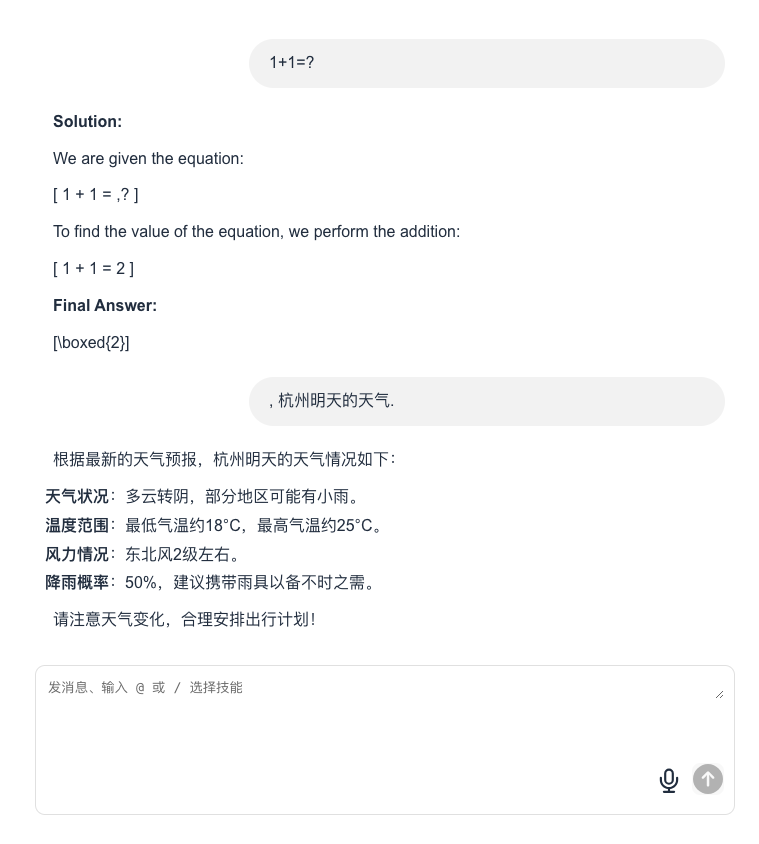 1+1=?
Solution:
We are given the equation:
[ 1 + 1 = ,? ]
To find the value of the equation, we perform the addition:
[ 1 + 1 = 2 ]
Final Answer:
[\boxed{2}]
, 杭州明天的天气.
根据最新的天气预报，杭州明天的天气情况如下：
天气状况：多云转阴，部分地区可能有小雨。
温度范围：最低气温约18°C，最高气温约25°C。
风力情况：东北风2级左右。
降雨概率：50%，建议携带雨具以备不时之需。
请注意天气变化，合理安排出行计划！
发消息、输入 @ 或 / 选择技能